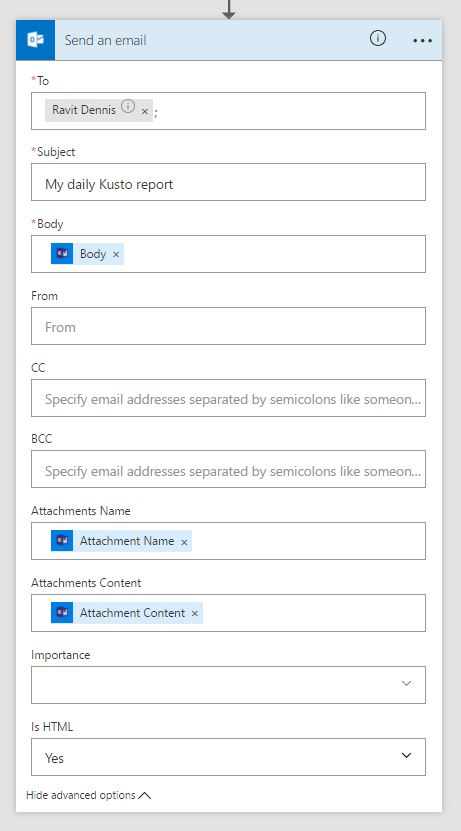 Send an email
*To
Ravit Dennis × ;
*Subject
My daily Kusto report
*Body
Body ×
From
From
CC
Specify email addresses separated by semicolons like someon...
BCC
Specify email addresses separated by semicolons like someon...
Attachments Name
Attachment Name ×
Attachments Content
Attachment Content ×
Importance
Is HTML
Yes
Hide advanced options